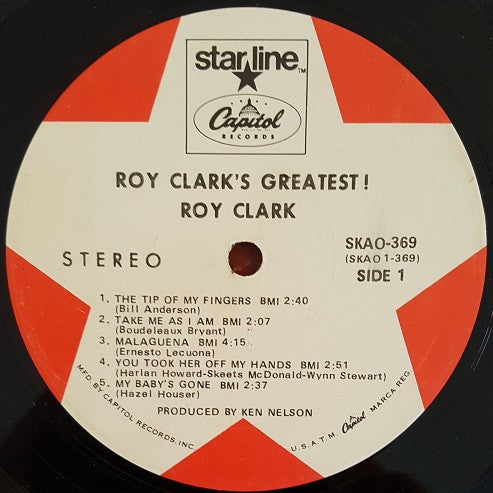 starline™
Capitol
RECORDS
ROY CLARK'S GREATEST!
ROY CLARK
STEREO
SKAO-369
(SKAO 1-369)
SIDE 1
1. THE TIP OF MY FINGERS BMI 2:40
(Bill Anderson)
2. TAKE ME AS I AM BMI 2:07
(Boudeleaux Bryant)
3. MALAGUENA BMI 4:15
(Ernesto Lecuona)
4. YOU TOOK HER OFF MY HANDS BMI 2:51
(Harlan Howard-Skeets McDonald-Wynn Stewart)
5. MY BABY'S GONE BMI 2:37
(Hazel Houser)
PRODUCED BY KEN NELSON
MFD. BY CAPITOL RECORDS, INC.
U.S.A. T.M. Capitol MARCA REG.